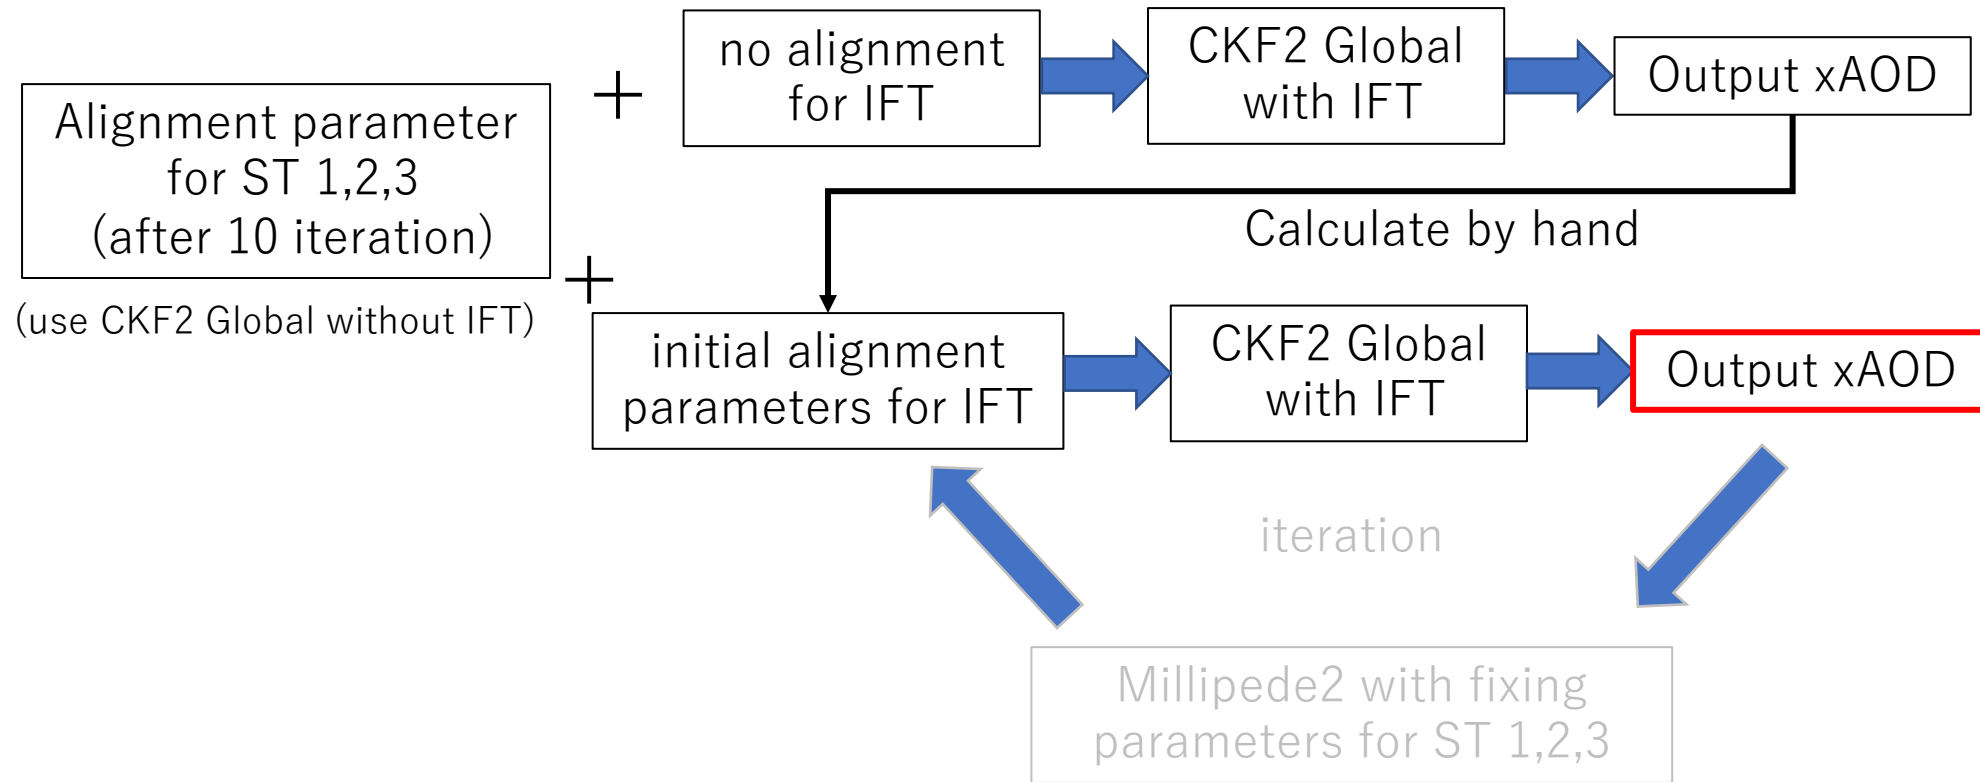 no alignment
for IFT
CKF2 Global
with IFT
Output xAOD
+
Alignment parameter
for ST 1,2,3
(after 10 iteration)
(use CKF2 Global without IFT)
Calculate by hand
+
initial alignment
parameters for IFT
CKF2 Global
with IFT
Output xAOD
iteration
Millipede2 with fixing
parameters for ST 1,2,3